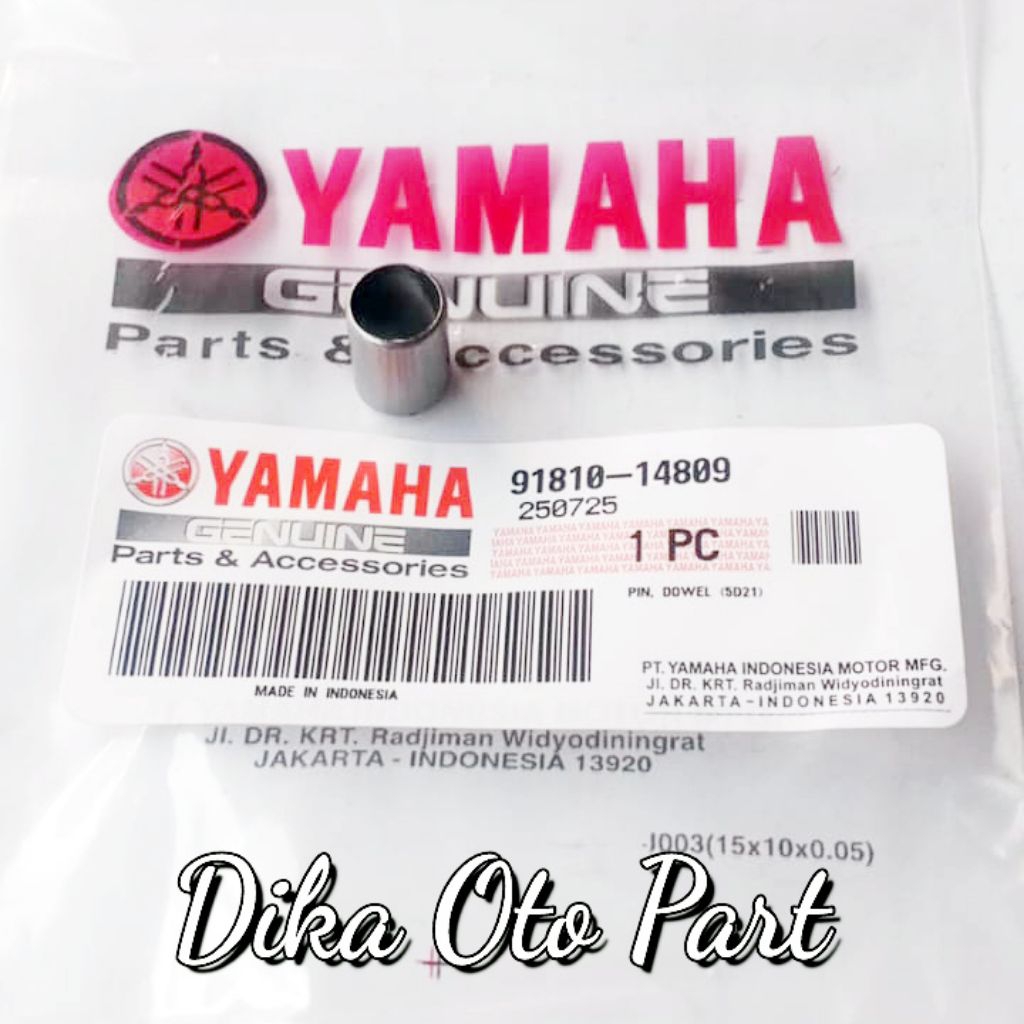 YAMAHA
GENUINE
Parts & Accessories
YAMAHA
GENUINE
Parts & Accessories
91810-14809
250725
1 PC
PIN, DOWEL (5D21)
MADE IN INDONESIA
PT. YAMAHA INDONESIA MOTOR MFG.
Jl. DR. KRT. Radjiman Widyodiningrat
JAKARTA - INDONESIA 13920
Jl. DR. KRT. Radjiman Widyodiningrat
JAKARTA - INDONESIA 13920
J003(15x10x0.05)
Dika Oto Part